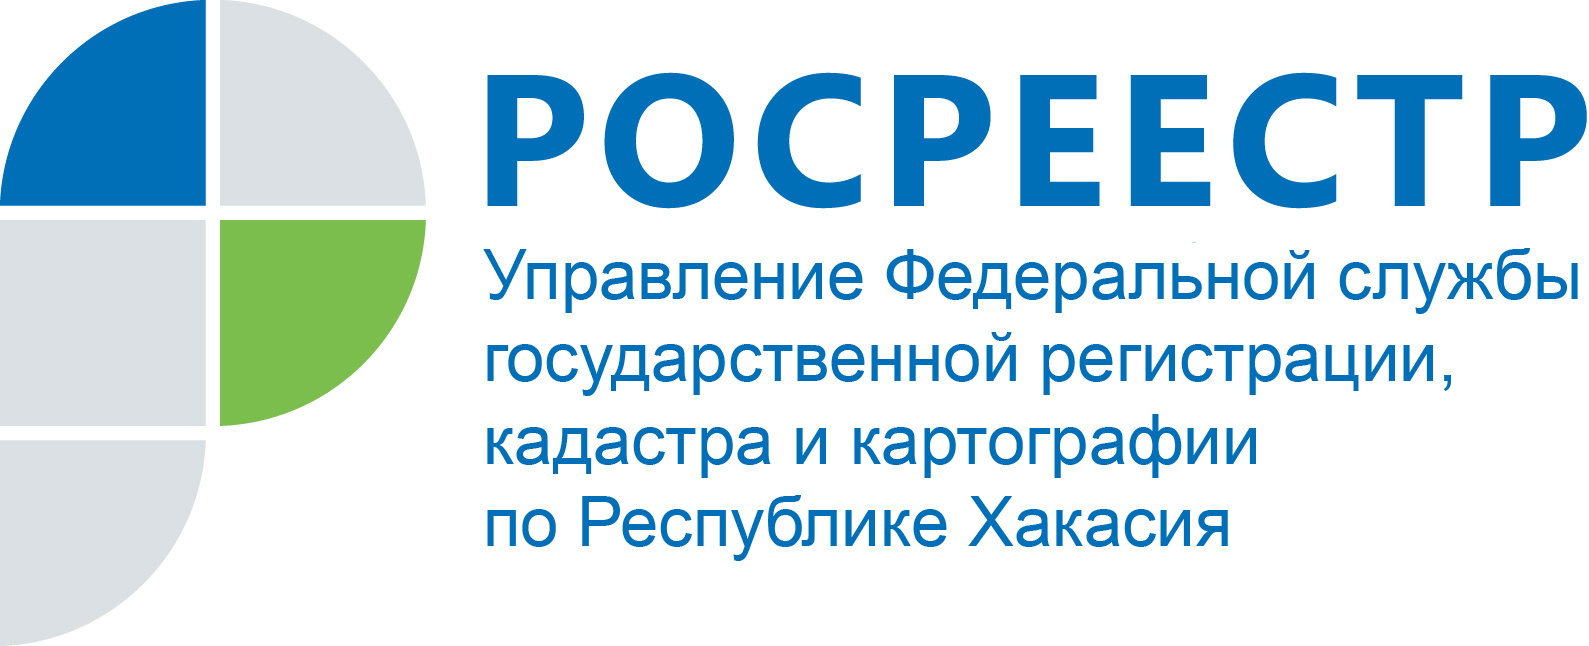 РОСРЕЕСТР
Управление Федеральной службы
государственной регистрации,
кадастра и картографии
по Республике Хакасия